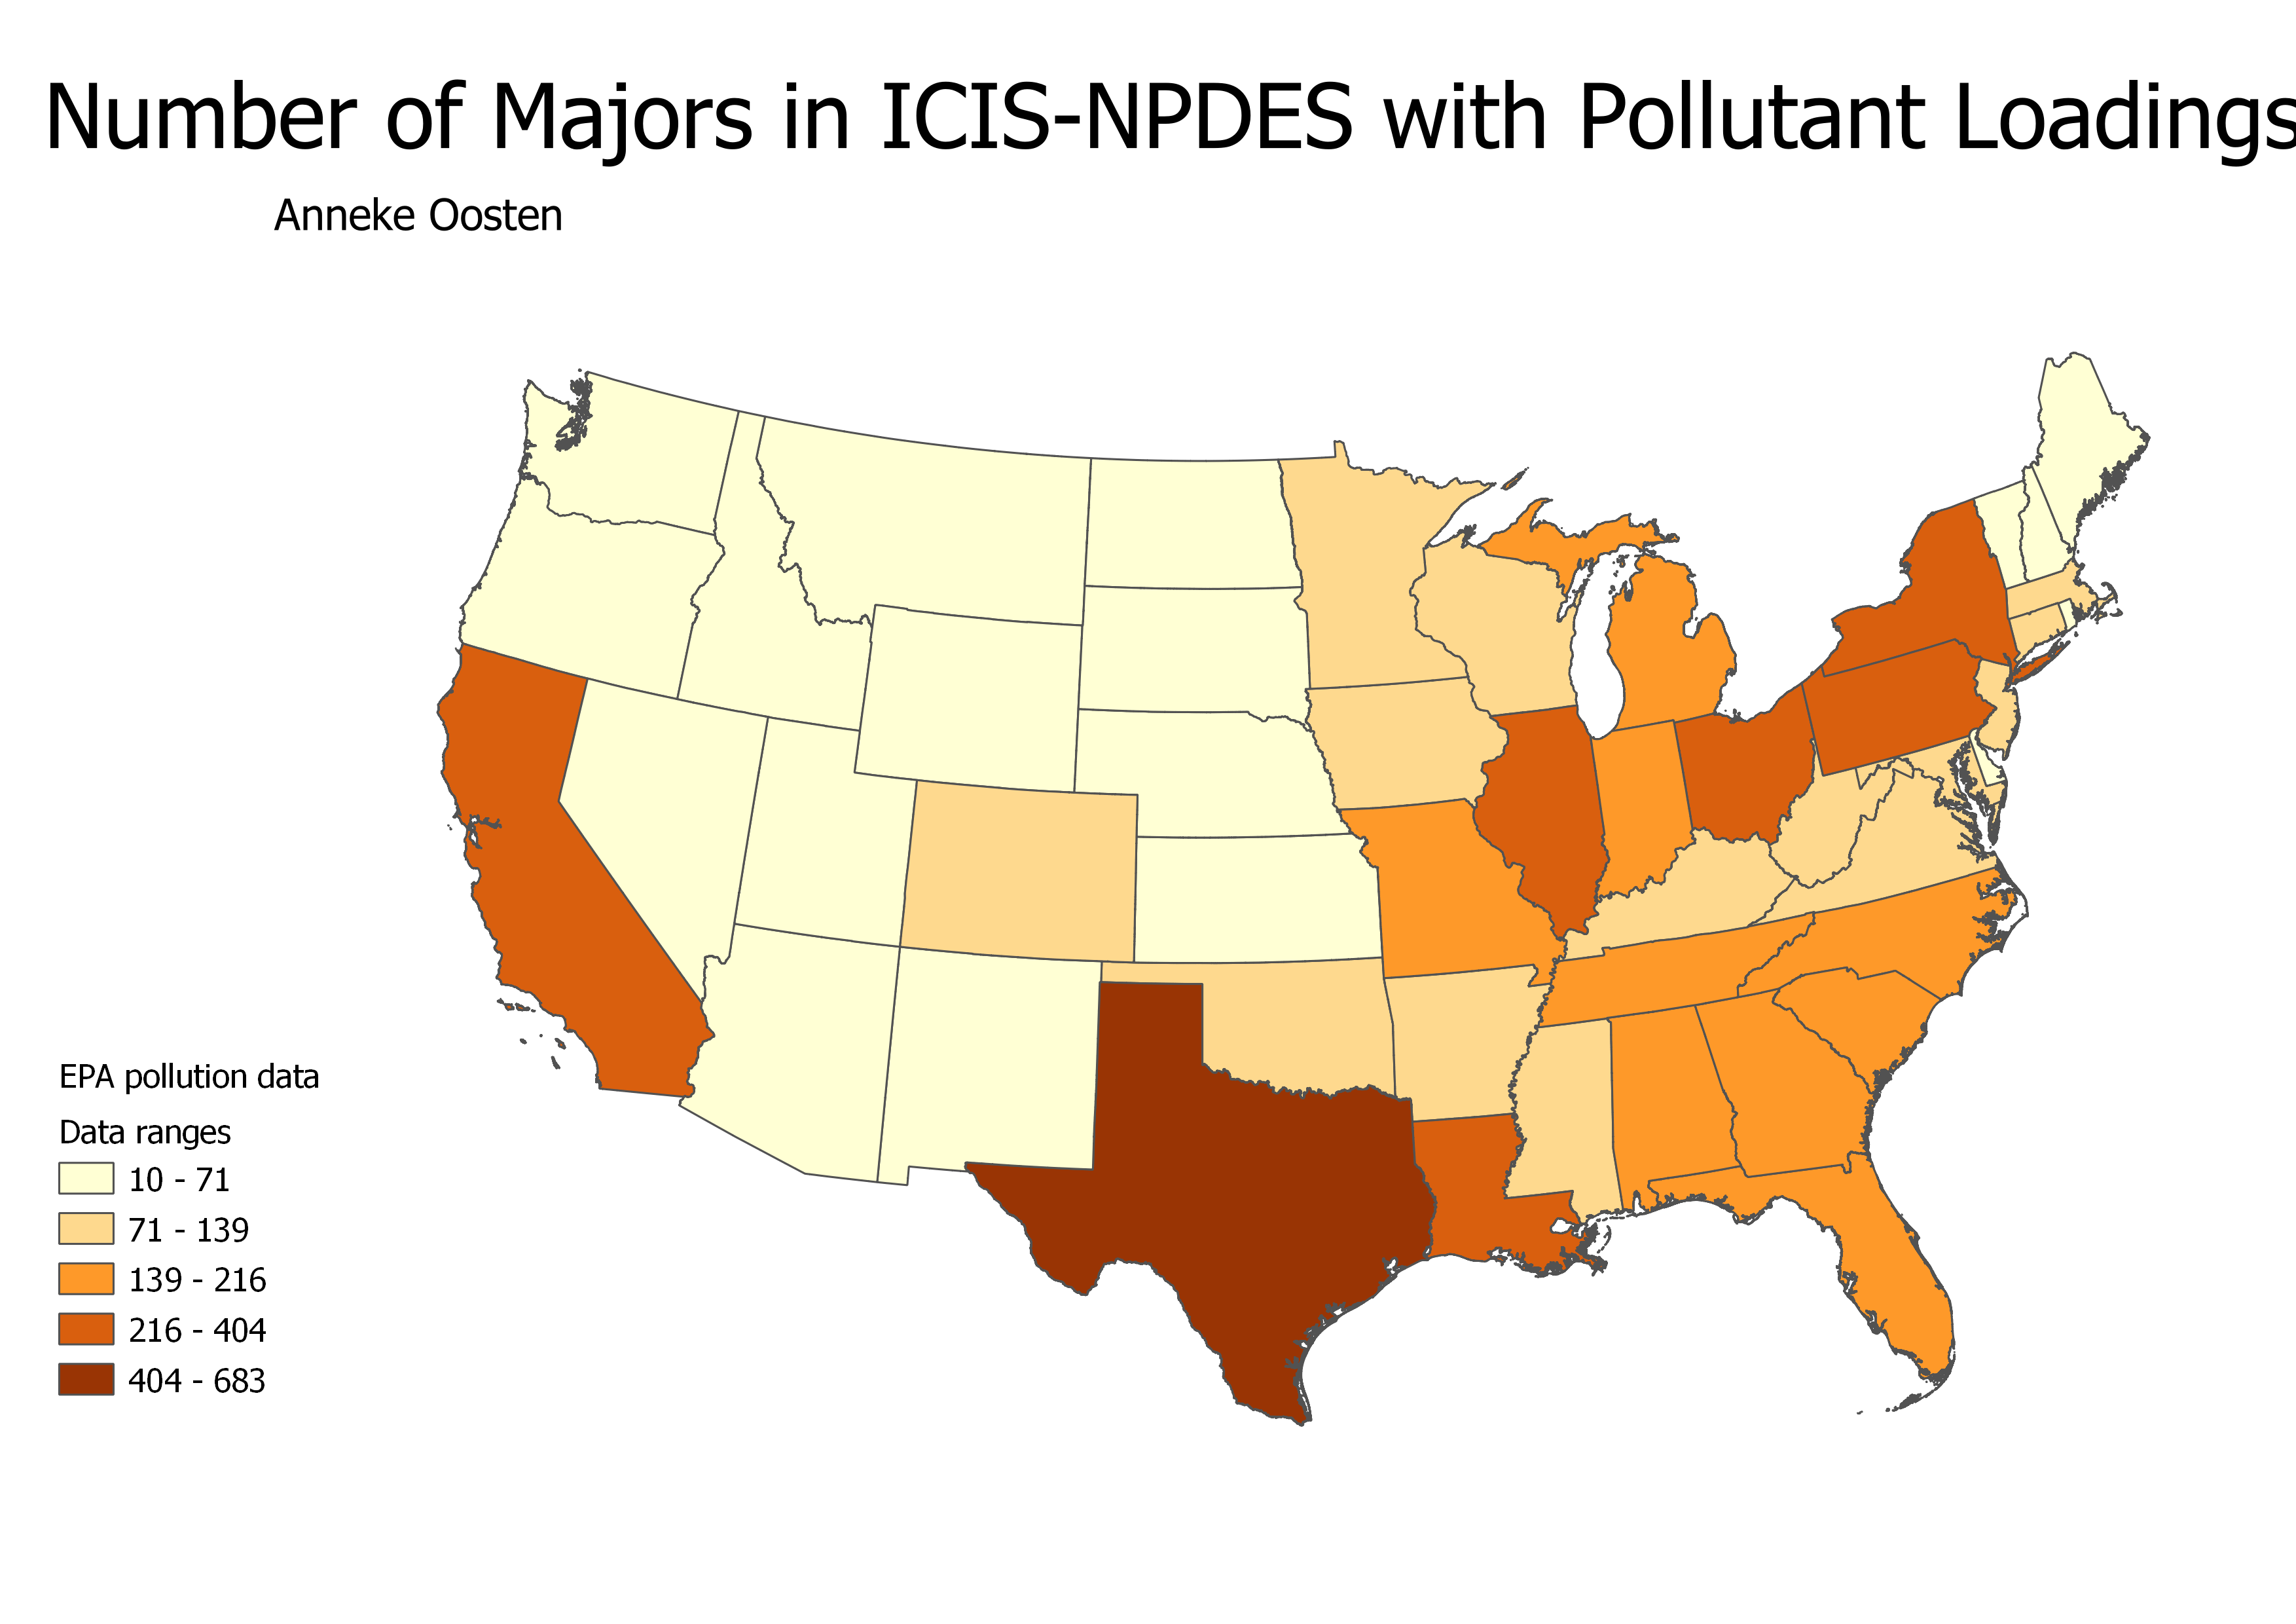 Number of Majors in ICIS-NPDES with Pollutant Loadings
Anneke Oosten
EPA pollution data
Data ranges
10 - 71
71 - 139
139 - 216
216 - 404
404 - 683